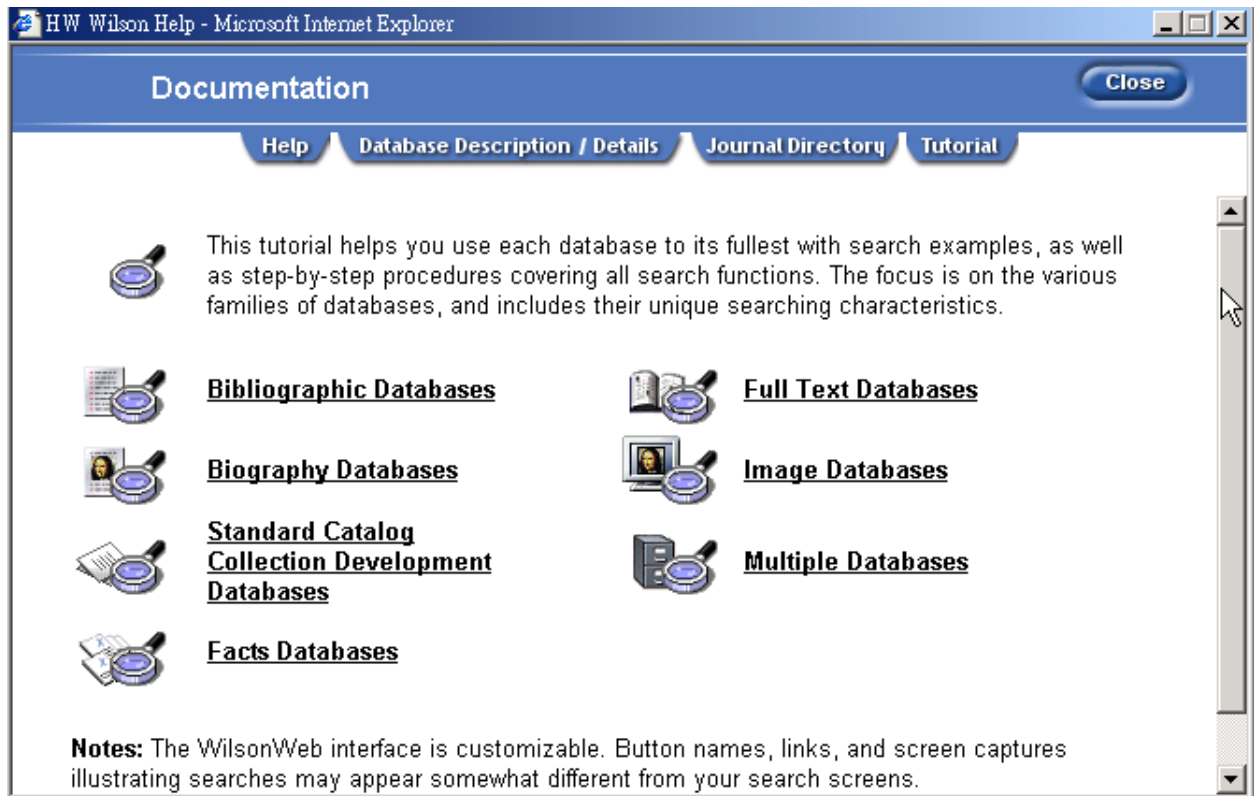 HW Wilson Help - Microsoft Internet Explorer
Documentation
Close
Help
Database Description / Details
Journal Directory
Tutorial
This tutorial helps you use each database to its fullest with search examples, as well
as step-by-step procedures covering all search functions. The focus is on the various
families of databases, and includes their unique searching characteristics.
Bibliographic Databases
Full Text Databases
Biography Databases
Image Databases
Standard Catalog
Collection Development
Databases
Multiple Databases
Facts Databases
Notes: The WilsonWeb interface is customizable. Button names, links, and screen captures
illustrating searches may appear somewhat different from your search screens.